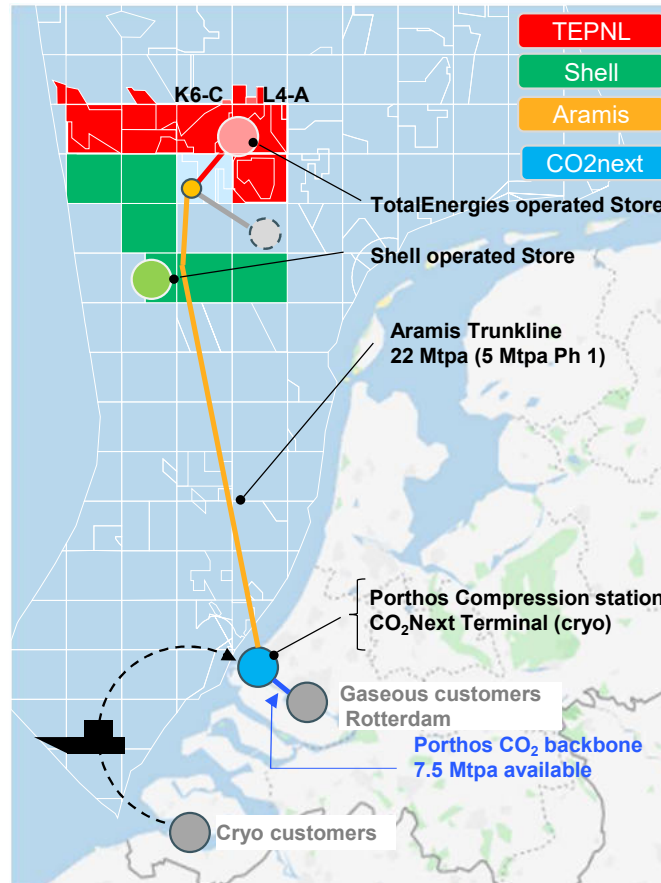 TEPNL
Shell
Aramis
CO2next
K6-C
L4-A
TotalEnergies operated Store
Shell operated Store
Aramis Trunkline
22 Mtpa (5 Mtpa Ph 1)
Porthos Compression station
CO₂Next Terminal (cryo)
Gaseous customers
Rotterdam
Porthos CO₂ backbone
7.5 Mtpa available
Cryo customers